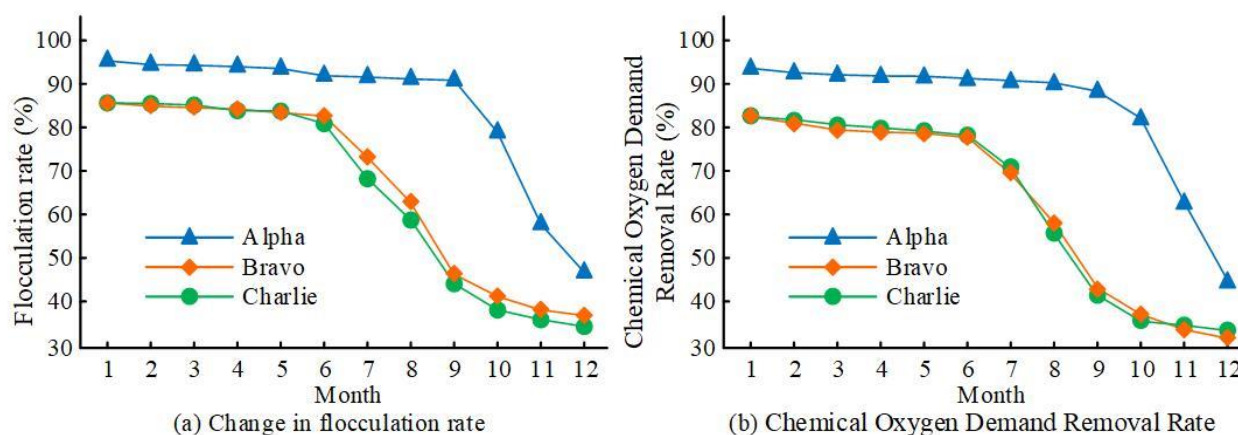 Flocculation rate (%)
100
90
80
70
60
50
40
30
Alpha
Bravo
Charlie
1 2 3 4 5 6 7 8 9 10 11 12
Month
(a) Change in flocculation rate
Chemical Oxygen Demand
Removal Rate (%)
100
90
80
70
60
50
40
30
Alpha
Bravo
Charlie
1 2 3 4 5 6 7 8 9 10 11 12
Month
(b) Chemical Oxygen Demand Removal Rate